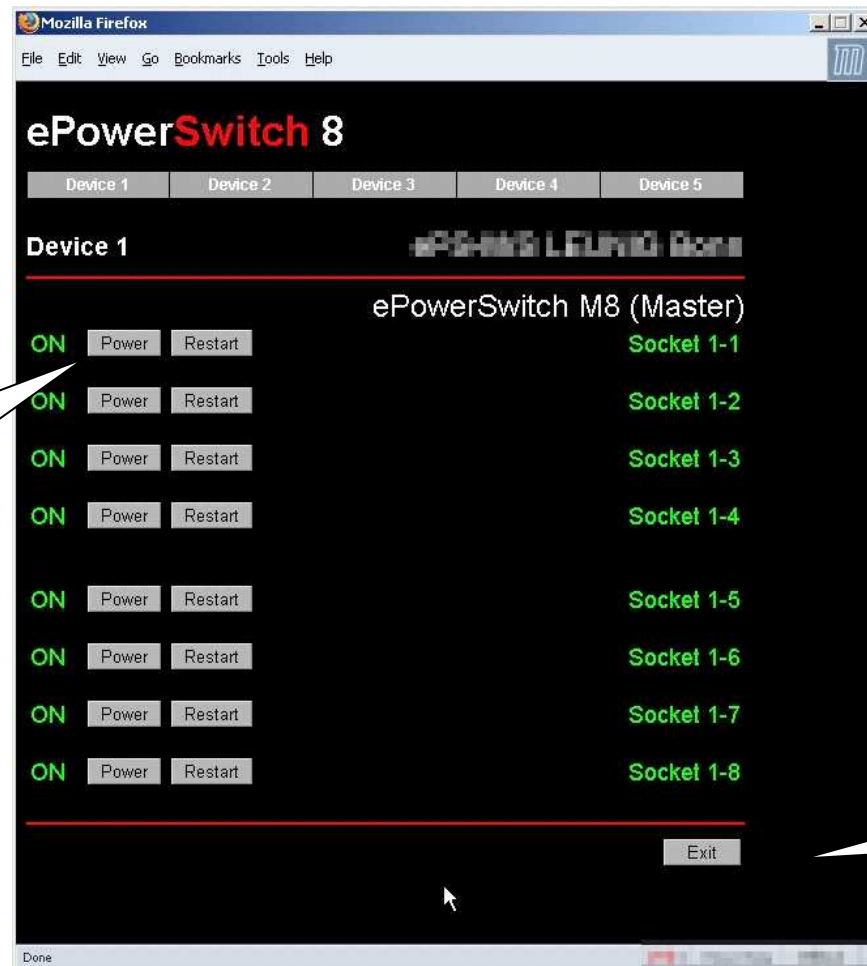 Mozilla Firefox
File Edit View Go Bookmarks Tools Help
ePowerSwitch 8
Device 1 Device 2 Device 3 Device 4 Device 5
Device 1
ePowerSwitch M8 (Master)
ON Power Restart Socket 1-1
ON Power Restart Socket 1-2
ON Power Restart Socket 1-3
ON Power Restart Socket 1-4
ON Power Restart Socket 1-5
ON Power Restart Socket 1-6
ON Power Restart Socket 1-7
ON Power Restart Socket 1-8
Exit
Done